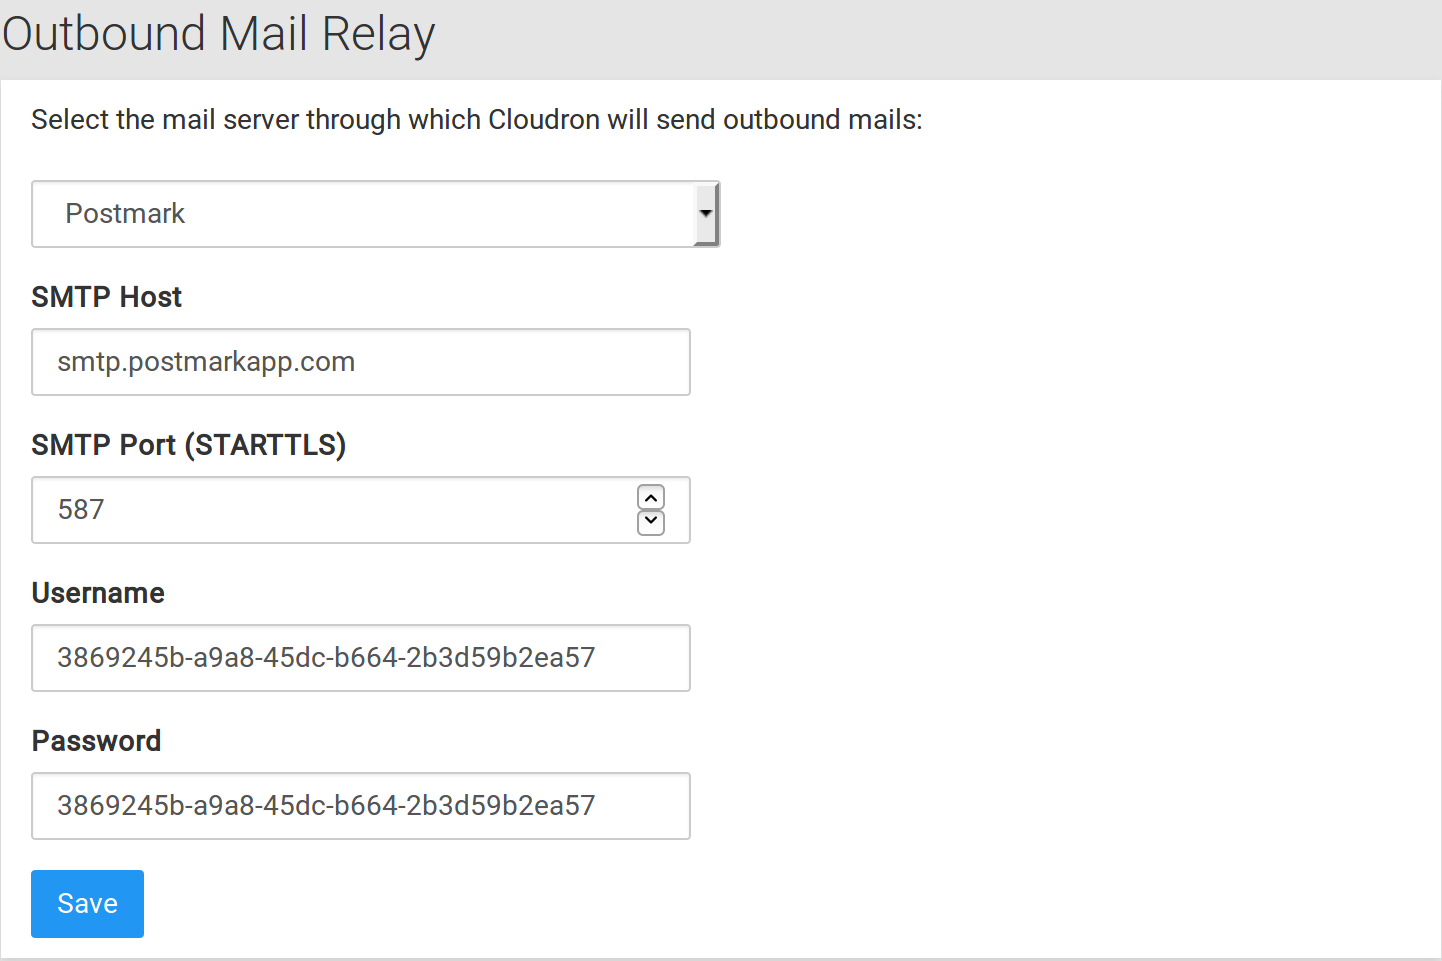 Outbound Mail Relay
Select the mail server through which Cloudron will send outbound mails:
Postmark
SMTP Host
smtp.postmarkapp.com
SMTP Port (STARTTLS)
587
Username
3869245b-a9a8-45dc-b664-2b3d59b2ea57
Password
3869245b-a9a8-45dc-b664-2b3d59b2ea57
Save